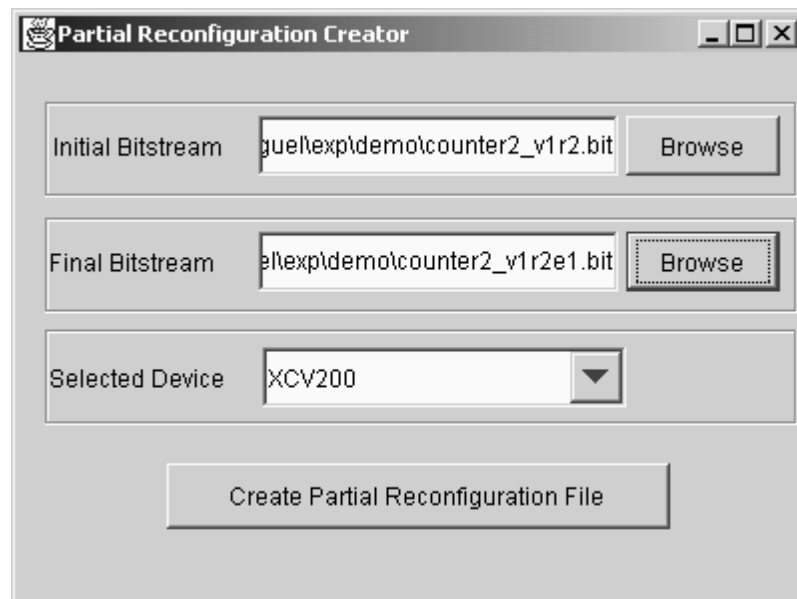 Partial Reconfiguration Creator
Initial Bitstream guel\exp\demo\counter2_v1r2.bit Browse
Final Bitstream el\exp\demo\counter2_v1r2e1.bit Browse
Selected Device XCV200
Create Partial Reconfiguration File